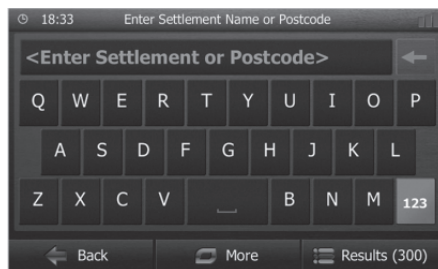 18:33 Enter Settlement Name or Postcode
<Enter Settlement or Postcode>
Q W E R T Y U I O P
A S D F G H J K L
Z X C V B N M 123
Back More Results (300)